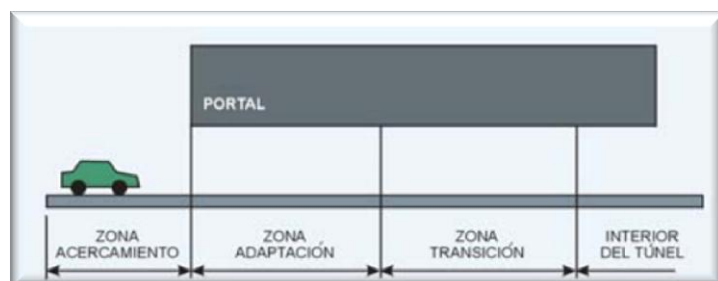 PORTAL
ZONA
ACERCAMIENTO
ZONA
ADAPTACIÓN
ZONA
TRANSICIÓN
INTERIOR
DEL TÚNEL